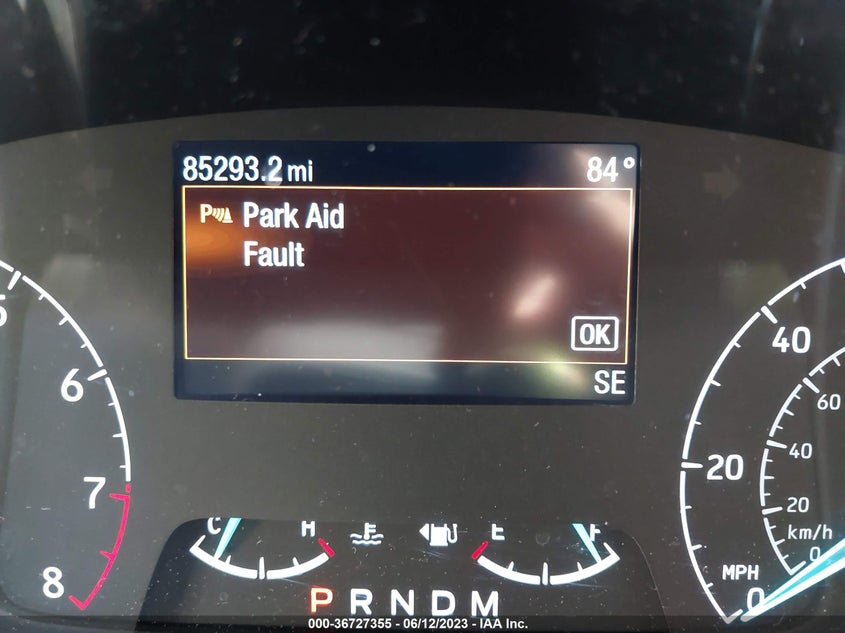 85293.2 mi 84°
P Park Aid
Fault
OK
SE
5
6
7
8
40
20
0
MPH
60
40
20
km/h
0
C H E F
P R N D M
000-36727355 - 06/12/2023 - IAA Inc.